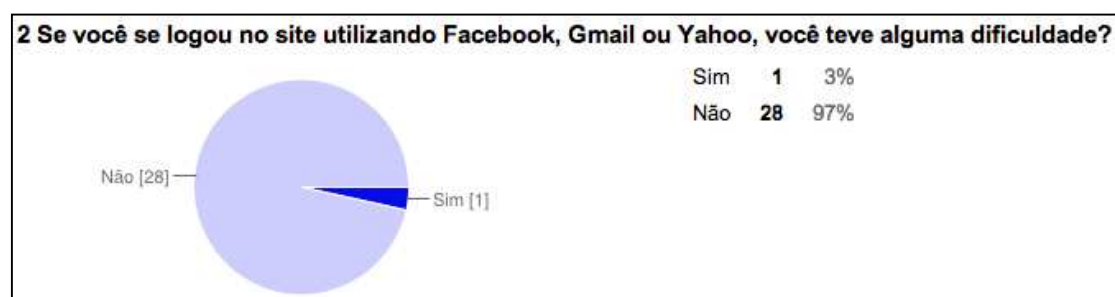 2 Se você se logou no site utilizando Facebook, Gmail ou Yahoo, você teve alguma dificuldade?
Sim 1 3%
Não 28 97%
Não [28]
Sim [1]